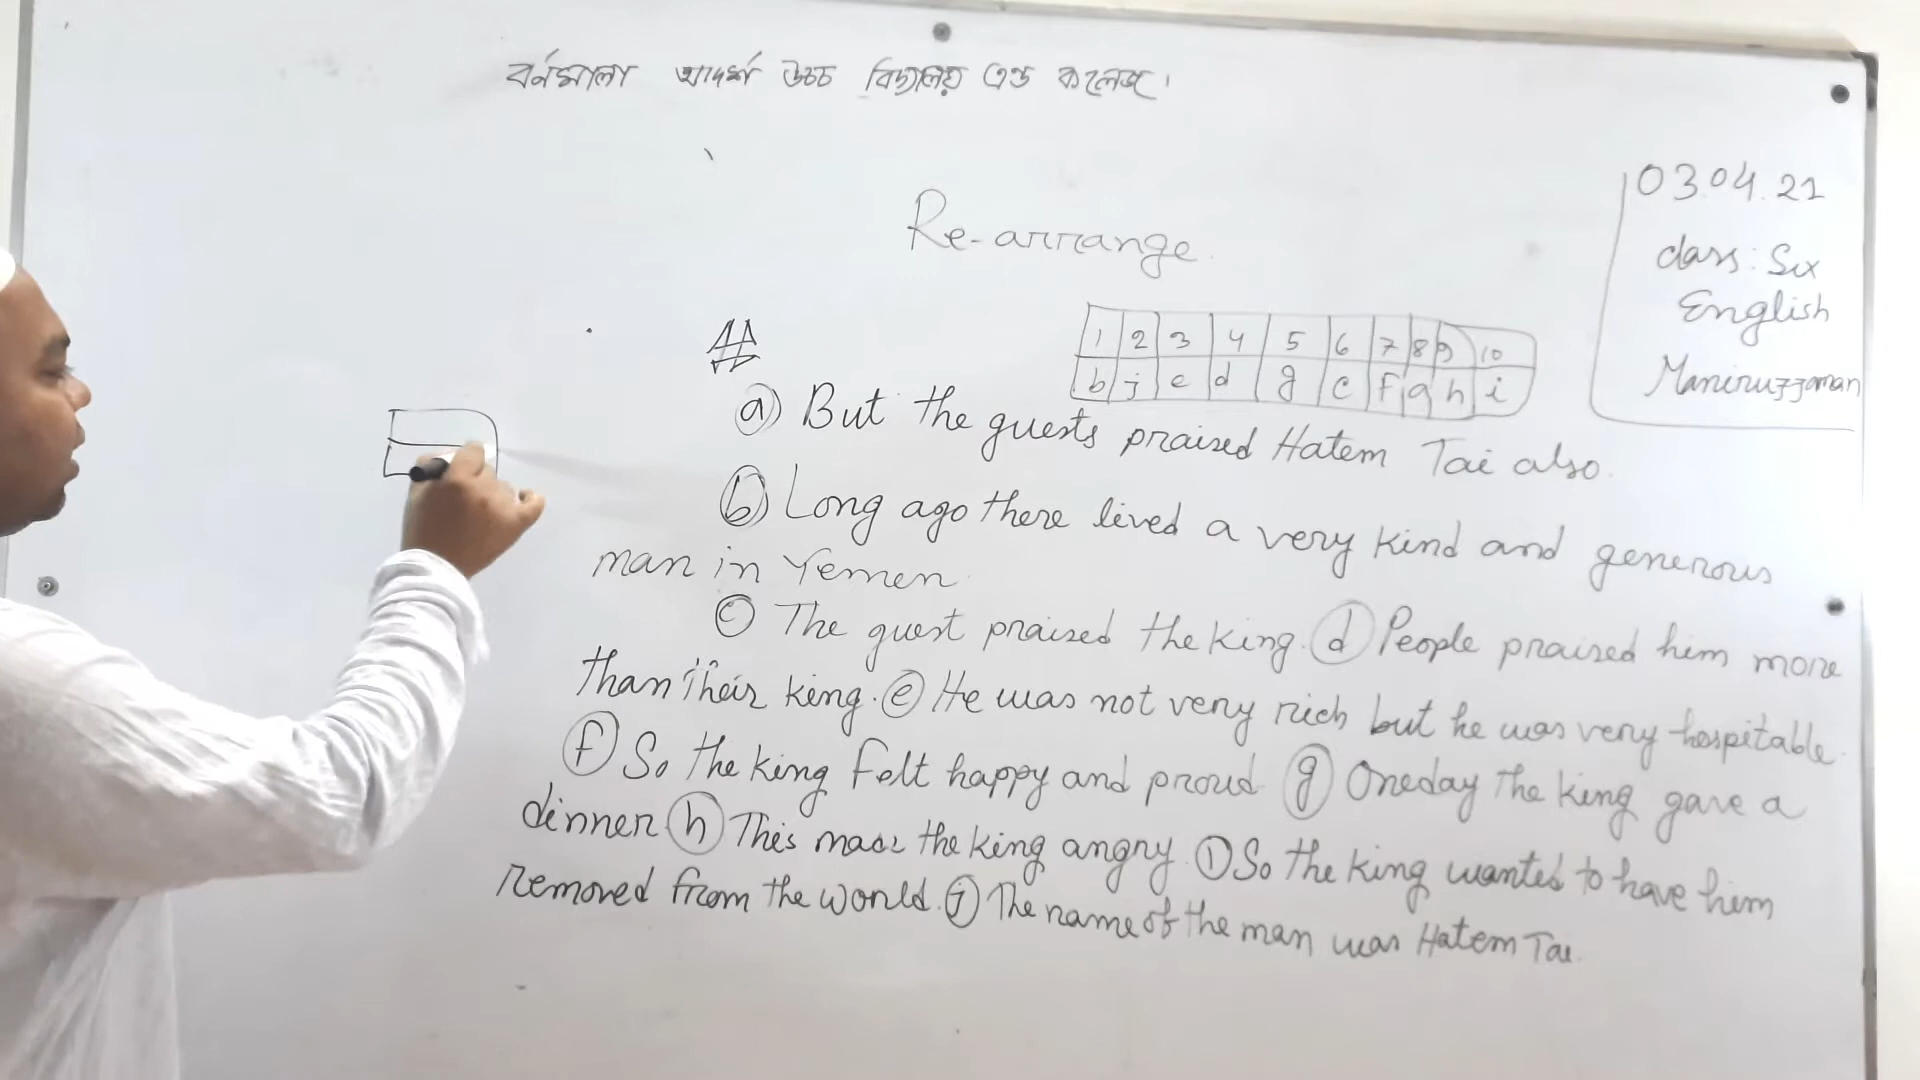 বর্নমালা আদর্শ উচ্চ বিদ্যালয় এন্ড কলেজ।
03.04.21
class: Six
English
Maniruzzaman
Re-arrange.
1 2 3 4 5 6 7 8 9 10
b j e d g c f a h i
(a) But the guests praised Hatem Tai also.
(b) Long ago there lived a very kind and generous
man in Yemen.
(c) The guest praised the king. (d) People praised him more
than their king. (e) He was not very rich but he was very hospitable.
(f) So the king felt happy and proud (g) Oneday the king gave a
dinner (h) This made the king angry. (i) So the king wanted to have him
removed from the world. (j) The name of the man was Hatem Tai.